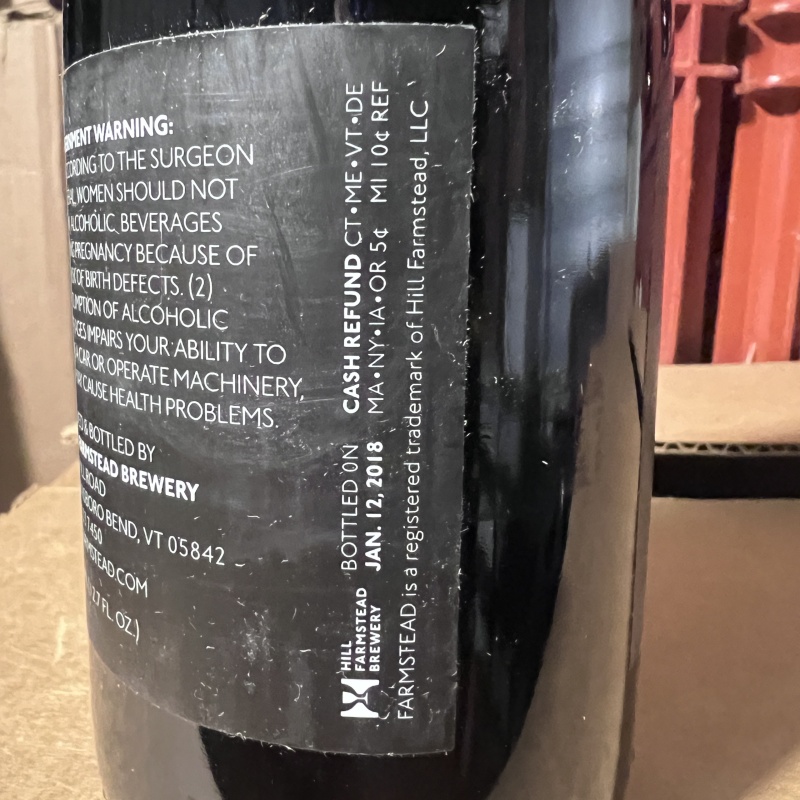 WARNING:
TO THE SURGEON
WOMEN SHOULD NOT
ALCOHOLIC BEVERAGES
PREGNANCY BECAUSE OF
OF BIRTH DEFECTS. (2)
OF ALCOHOLIC
IMPAIRS YOUR ABILITY TO
CAR OR OPERATE MACHINERY,
CAUSE HEALTH PROBLEMS.
& BOTTLED BY
BREWERY
ROAD
BEND, VT 05842
FL. OZ.)
HILL
FARMSTEAD
BREWERY
BOTTLED ON
JAN. 12, 2018
CASH REFUND CT•ME•VT•DE
MA•NY•IA•OR 5¢ MI 10¢ REF
FARMSTEAD is a registered trademark of Hill Farmstead, LLC